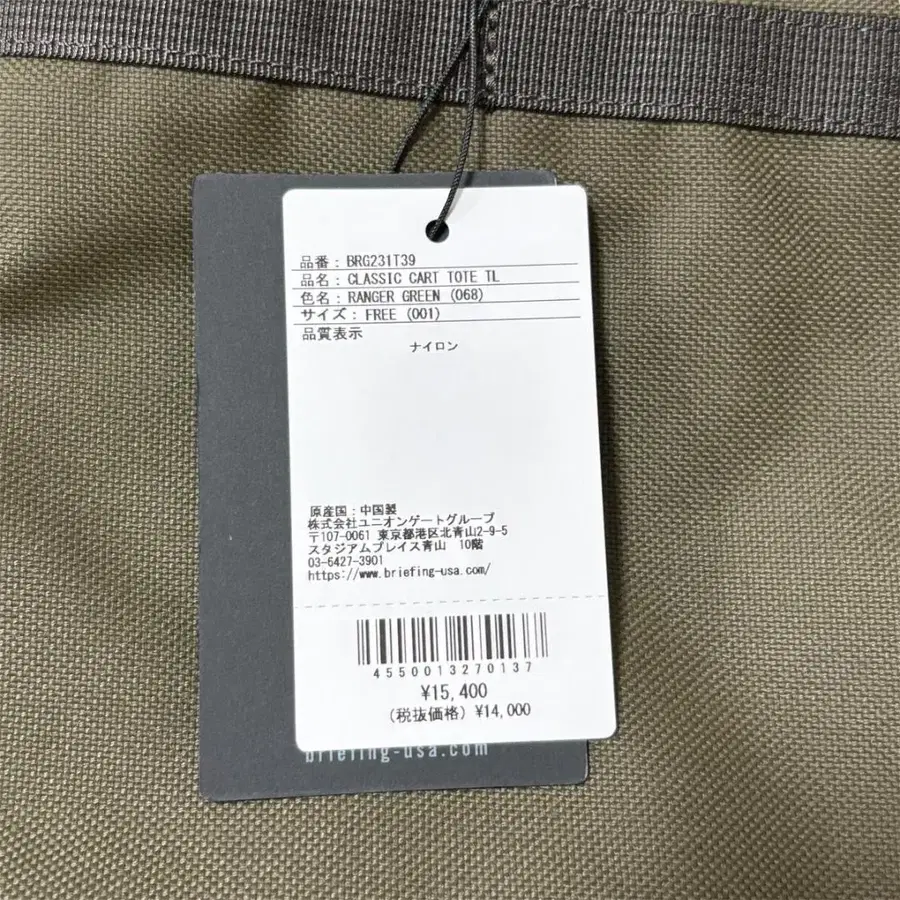 品番：BRG231T39
品名：CLASSIC CART TOTE TL
色名：RANGER GREEN (068)
サイズ：FREE (001)
品質表示
ナイロン
原産国：中国製
株式会社ユニオンゲートグループ
〒107-0061 東京都港区北青山2-9-5
スタジアムプレイス青山　10階
03-6427-3901
https://www.briefing-usa.com/
4550013270137
¥15,400
（税抜価格）¥14,000
briefing-usa.com